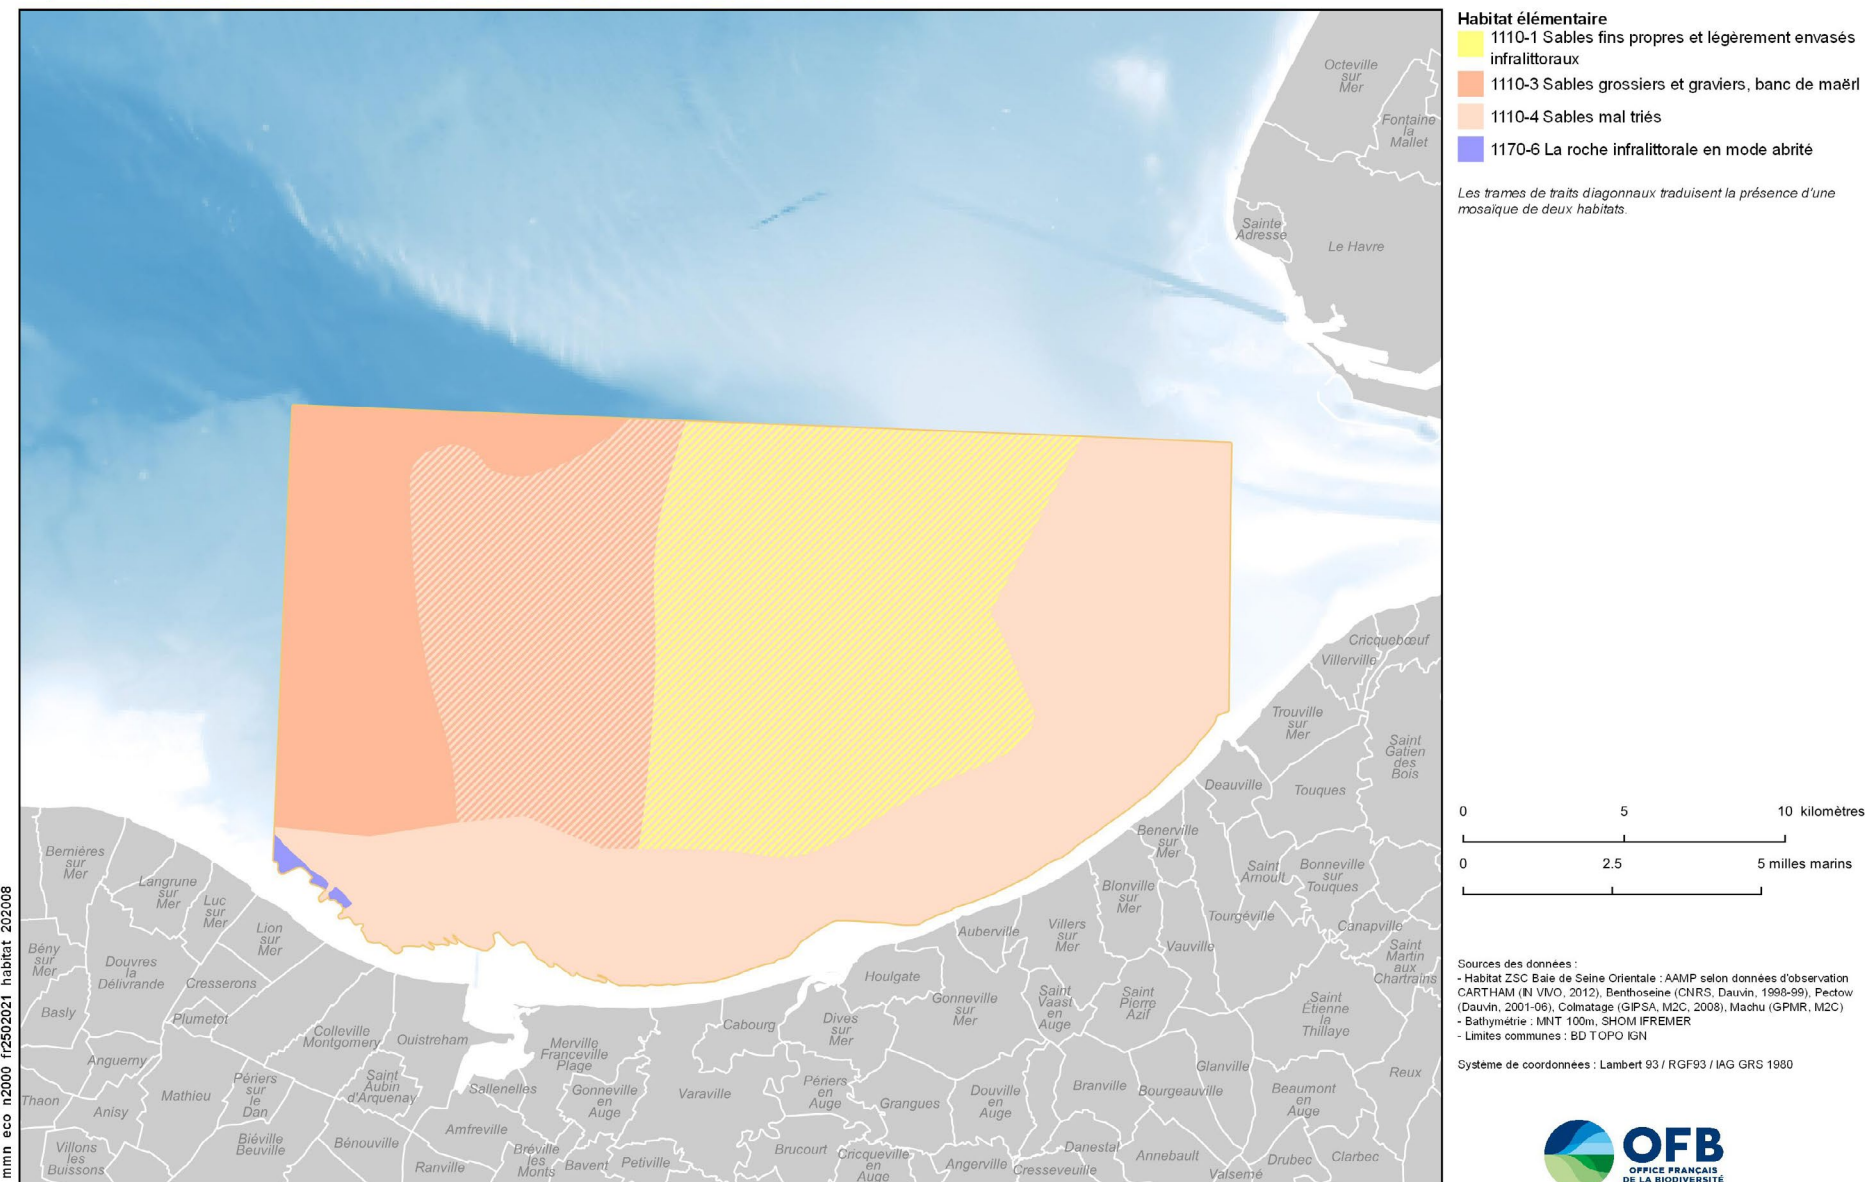 Habitat élémentaire
1110-1 Sables fins propres et légèrement envasés
infralittoraux
1110-3 Sables grossiers et graviers, banc de maërl
1110-4 Sables mal triés
1170-6 La roche infralittorale en mode abrité
Les trames de traits diagonnaux traduisent la présence d'une
mosaïque de deux habitats.
Octeville
sur
Mer
Fontaine
la
Mallet
Sainte
Adresse
Le Havre
Cricquebœuf
Villerville
Trouville
sur
Mer
Saint
Gatien
des
Bois
Deauville
Touques
Benerville
sur
Mer
Saint
Arnoult
Bonneville
sur
Touques
Blonville
sur
Mer
Tourgéville
Canapville
Villers
sur
Mer
Auberville
Vauville
Saint
Martin
aux
Chartrains
Bernières
sur
Mer
Langrune
sur
Mer
Luc
sur
Mer
Lion
sur
Mer
Bény
sur
Mer
Douvres
la
Délivrande
Cresserons
Basly
Plumetot
Colleville
Montgomery
Ouistreham
Merville
Franceville
Plage
Cabourg
Dives
sur
Mer
Houlgate
Gonneville
sur
Mer
Saint
Vaast
en
Auge
Saint
Pierre
Azif
Saint
Étienne
la
Thillaye
Anguerny
Mathieu
Périers
sur
le
Dan
Saint
Aubin
d'Arquenay
Sallenelles
Gonneville
en
Auge
Varaville
Périers
en
Auge
Grangues
Douville
en
Auge
Branville
Bourgeauville
Glanville
Beaumont
en
Auge
Reux
Thaon
Anisy
Villons
les
Buissons
Biéville
Beuville
Bénouville
Amfreville
Ranville
Bréville
les
Monts
Bavent
Petiville
Brucourt
Cricqueville
en
Auge
Angerville
Cresseveuille
Danestal
Annebault
Valsemé
Drubec
Clarbec
0 5 10 kilomètres
0 2.5 5 milles marins
Sources des données :
- Habitat ZSC Baie de Seine Orientale : AAMP selon données d'observation
CARTHAM (IN VIVO, 2012), Benthoseine (CNRS, Dauvin, 1998-99), Pectow
(Dauvin, 2001-06), Colmatage (GIPSA, M2C, 2008), Machu (GPMR, M2C)
- Bathymétrie : MNT 100m, SHOM IFREMER
- Limites communes : BD TOPO IGN
Système de coordonnées : Lambert 93 / RGF93 / IAG GRS 1980
OFB
OFFICE FRANÇAIS
DE LA BIODIVERSITÉ
mmn eco n2000 fr2502021 habitat 202008